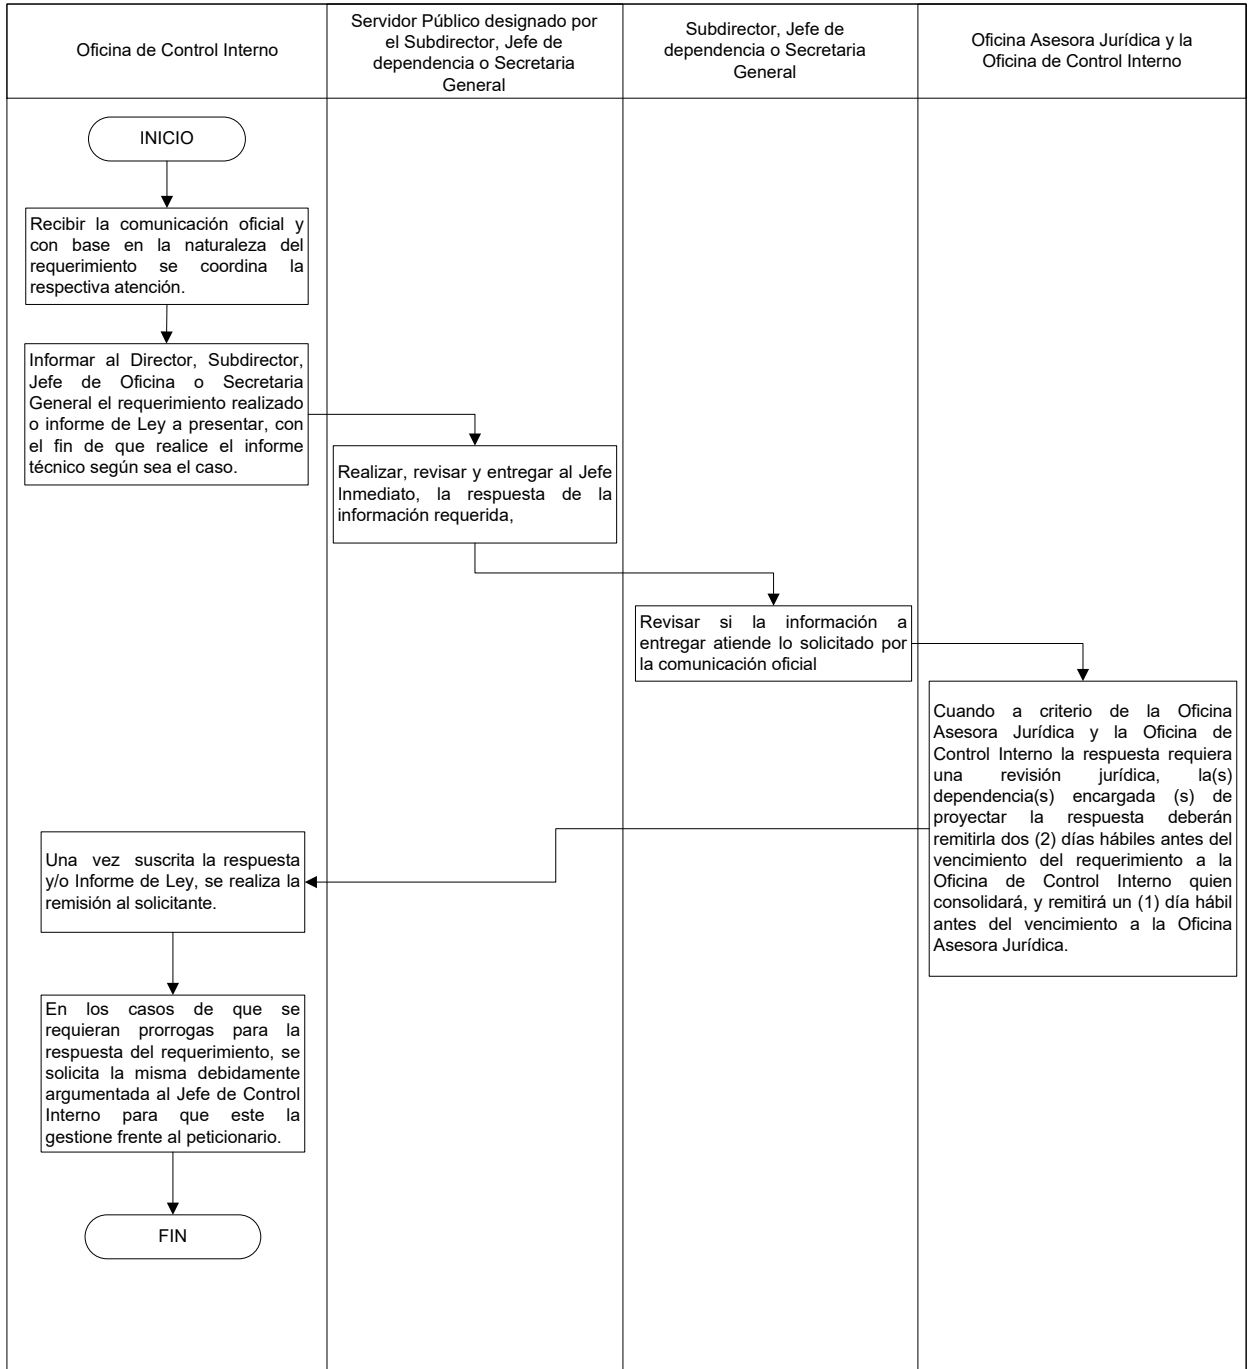 Oficina de Control Interno
Servidor Público designado por
el Subdirector, Jefe de
dependencia o Secretaria
General
Subdirector, Jefe de
dependencia o Secretaria
General
Oficina Asesora Jurídica y la
Oficina de Control Interno
INICIO
Recibir la comunicación oficial y
con base en la naturaleza del
requerimiento se coordina la
respectiva atención.
Informar al Director, Subdirector,
Jefe de Oficina o Secretaria
General el requerimiento realizado
o informe de Ley a presentar, con
el fin de que realice el informe
técnico según sea el caso.
Realizar, revisar y entregar al Jefe
Inmediato, la respuesta de la
información requerida,
Revisar si la información a
entregar atiende lo solicitado por
la comunicación oficial
Cuando a criterio de la Oficina
Asesora Jurídica y la Oficina de
Control Interno la respuesta requiera
una revisión jurídica, la(s)
dependencia(s) encargada (s) de
proyectar la respuesta deberán
remitirla dos (2) días hábiles antes del
vencimiento del requerimiento a la
Oficina de Control Interno quien
consolidará, y remitirá un (1) día hábil
antes del vencimiento a la Oficina
Asesora Jurídica.
Una vez suscrita la respuesta
y/o Informe de Ley, se realiza la
remisión al solicitante.
En los casos de que se
requieran prorrogas para la
respuesta del requerimiento, se
solicita la misma debidamente
argumentada al Jefe de Control
Interno para que este la
gestione frente al peticionario.
FIN